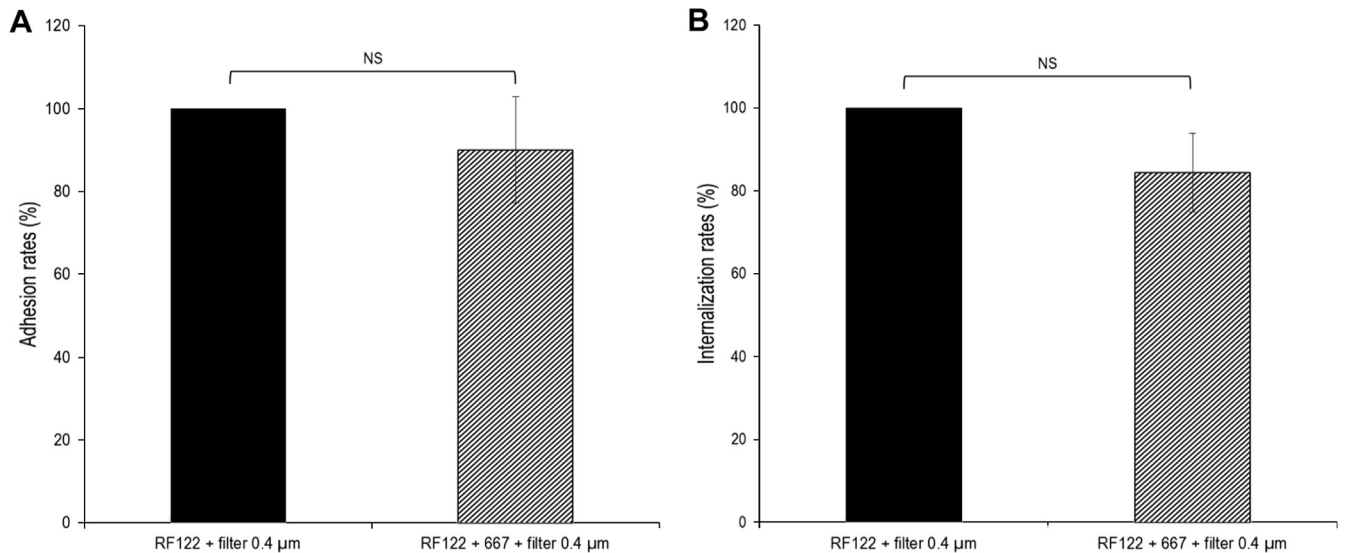 A
120
100
80
60
40
20
0
Adhesion rates (%)
NS
RF122 + filter 0.4 µm
RF122 + 667 + filter 0.4 µm
B
120
100
80
60
40
20
0
Internalization rates (%)
NS
RF122 + filter 0.4 µm
RF122 + 667 + filter 0.4 µm